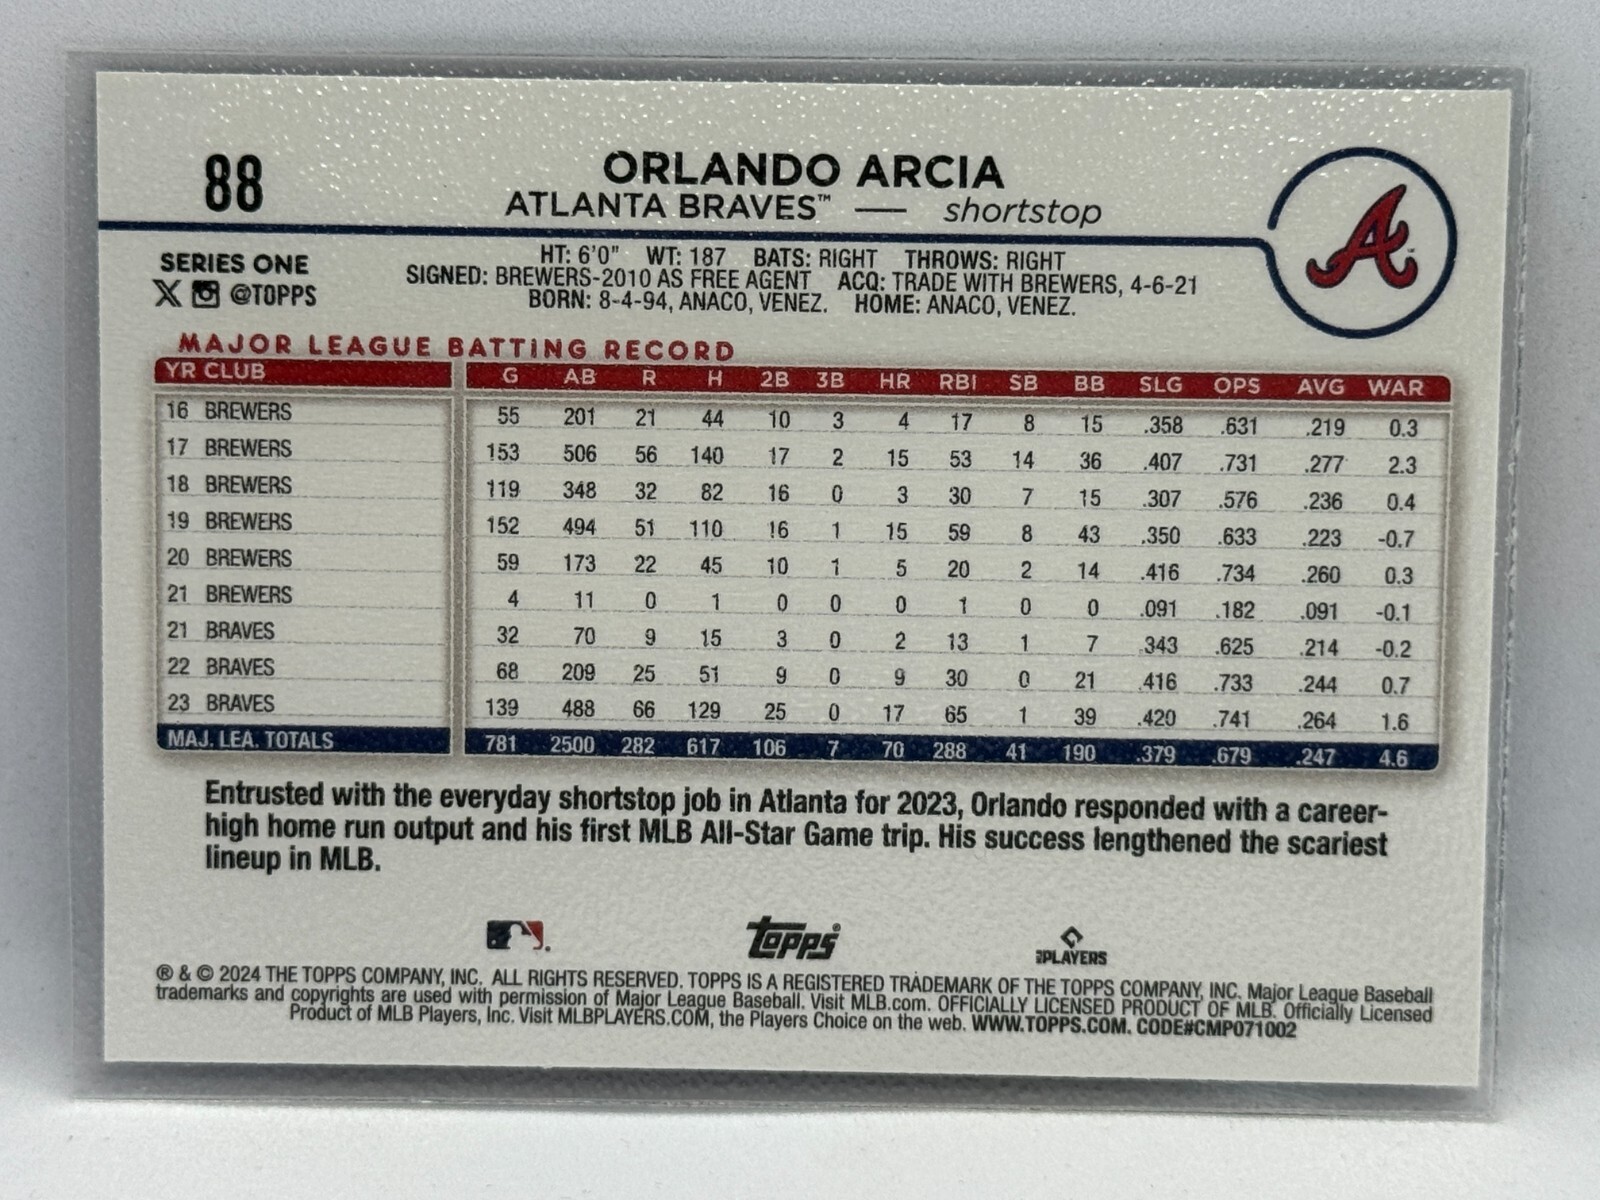 88
ORLANDO ARCIA
ATLANTA BRAVES™ — shortstop
A
SERIES ONE
X @TOPPS
HT: 6'0" WT: 187 BATS: RIGHT THROWS: RIGHT
SIGNED: BREWERS-2010 AS FREE AGENT ACQ: TRADE WITH BREWERS, 4-6-21
BORN: 8-4-94, ANACO, VENEZ. HOME: ANACO, VENEZ.
MAJOR LEAGUE BATTING RECORD
YR CLUB G AB R H 2B 3B HR RBI SB BB SLG OPS AVG WAR
16 BREWERS 55 201 21 44 10 3 4 17 8 15 .358 .631 .219 0.3
17 BREWERS 153 506 56 140 17 2 15 53 14 36 .407 .731 .277 2.3
18 BREWERS 119 348 32 82 16 0 3 30 7 15 .307 .576 .236 0.4
19 BREWERS 152 494 51 110 16 1 15 59 8 43 .350 .633 .223 -0.7
20 BREWERS 59 173 22 45 10 1 5 20 2 14 .416 .734 .260 0.3
21 BREWERS 4 11 0 1 0 0 0 1 0 0 .091 .182 .091 -0.1
21 BRAVES 32 70 9 15 3 0 2 13 1 7 .343 .625 .214 -0.2
22 BRAVES 68 209 25 51 9 0 9 30 0 21 .416 .733 .244 0.7
23 BRAVES 139 488 66 129 25 0 17 65 1 39 .420 .741 .264 1.6
MAJ. LEA. TOTALS 781 2500 282 617 106 7 70 288 41 190 .379 .679 .247 4.6
Entrusted with the everyday shortstop job in Atlanta for 2023, Orlando responded with a career-
high home run output and his first MLB All-Star Game trip. His success lengthened the scariest
lineup in MLB.
topps®
MLBPLAYERS
® & © 2024 THE TOPPS COMPANY, INC. ALL RIGHTS RESERVED. TOPPS IS A REGISTERED TRADEMARK OF THE TOPPS COMPANY, INC. Major League Baseball
trademarks and copyrights are used with permission of Major League Baseball. Visit MLB.com. OFFICIALLY LICENSED PRODUCT OF MLB. Officially Licensed
Product of MLB Players, Inc. Visit MLBPLAYERS.COM, the Players Choice on the web. WWW.TOPPS.COM. CODE#CMP071002